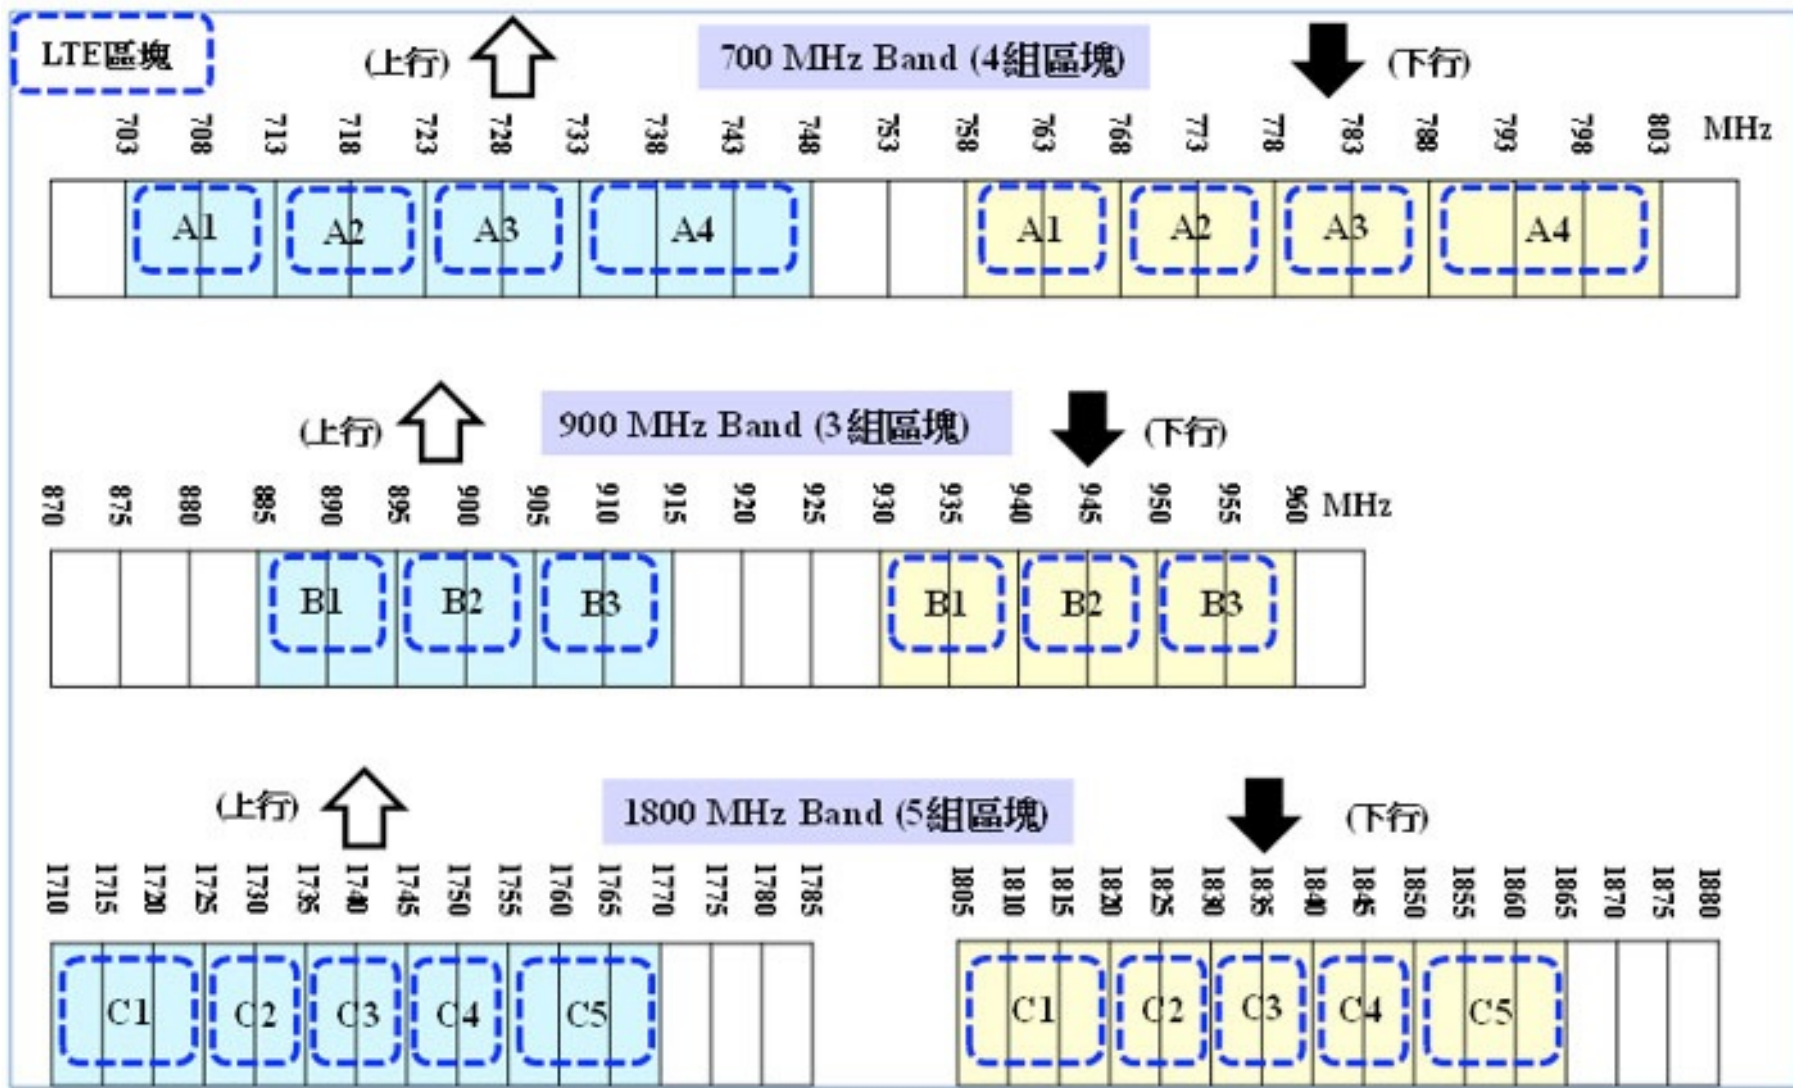 LTE區塊
(上行)
700 MHz Band (4組區塊)
(下行)
703 708 713 718 723 728 733 738 743 748 753 758 763 768 773 778 783 788 793 798 803 MHz
A1 A2 A3 A4 A1 A2 A3 A4
(上行)
900 MHz Band (3組區塊)
(下行)
870 875 880 885 890 895 900 905 910 915 920 925 930 935 940 945 950 955 960 MHz
B1 B2 B3 B1 B2 B3
(上行)
1800 MHz Band (5組區塊)
(下行)
1710 1715 1720 1725 1730 1735 1740 1745 1750 1755 1760 1765 1770 1775 1780 1785 1805 1810 1815 1820 1825 1830 1835 1840 1845 1850 1855 1860 1865 1870 1875 1880
C1 C2 C3 C4 C5 C1 C2 C3 C4 C5